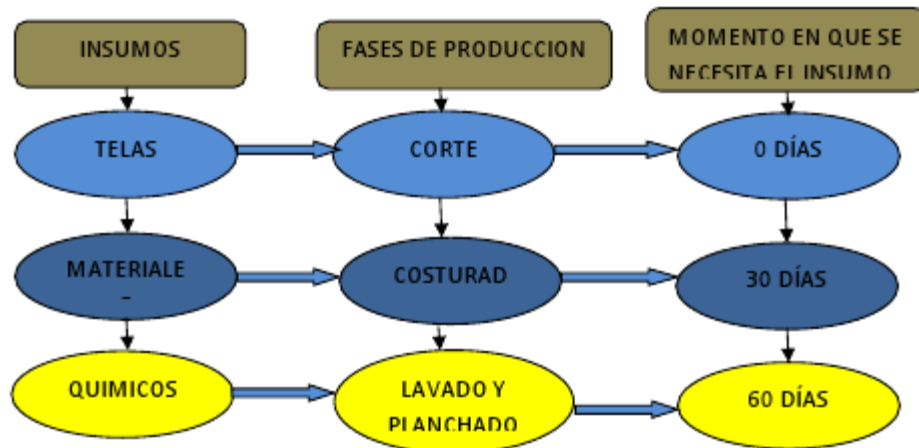 INSUMOS
FASES DE PRODUCCION
MOMENTO EN QUE SE
NECESITA EL INSUMO
TELAS
CORTE
0 DÍAS
MATERIALE
COSTURAD
30 DÍAS
QUIMICOS
LAVADO Y
PLANCHADO
60 DÍAS